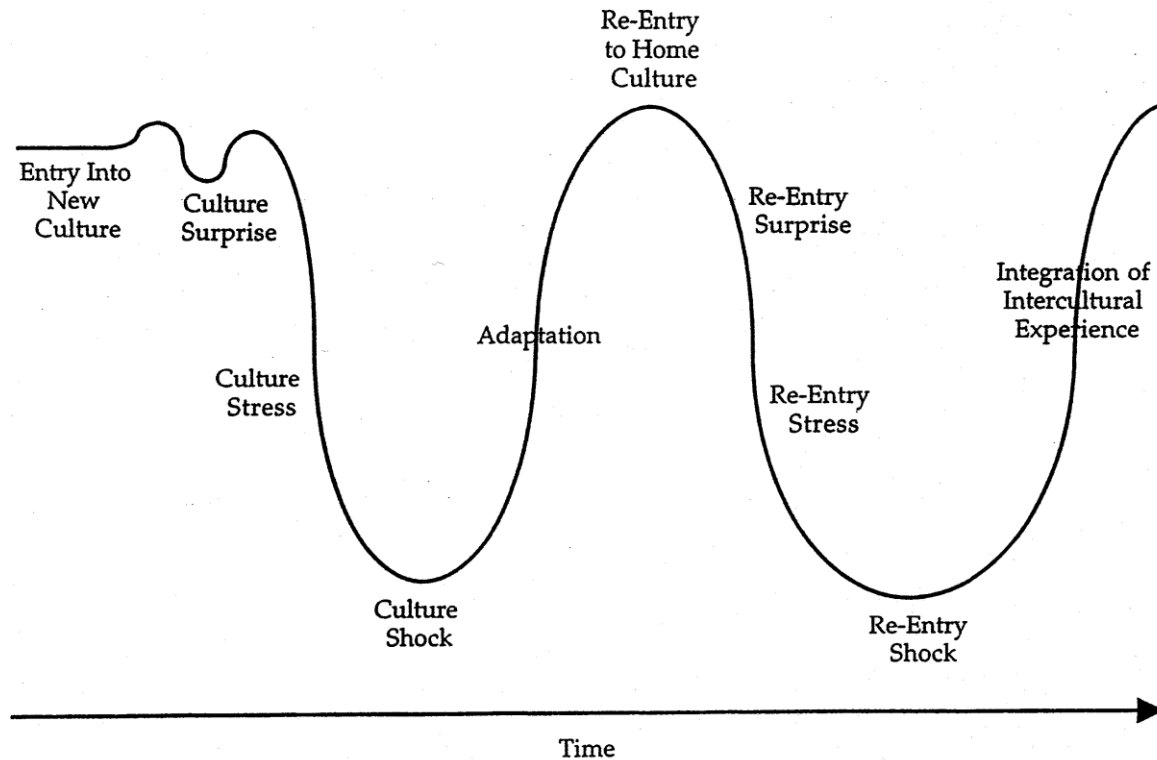 Re-Entry
to Home
Culture
Entry Into
New
Culture
Culture
Surprise
Re-Entry
Surprise
Integration of
Intercultural
Experience
Adaptation
Culture
Stress
Re-Entry
Stress
Culture
Shock
Re-Entry
Shock
Time